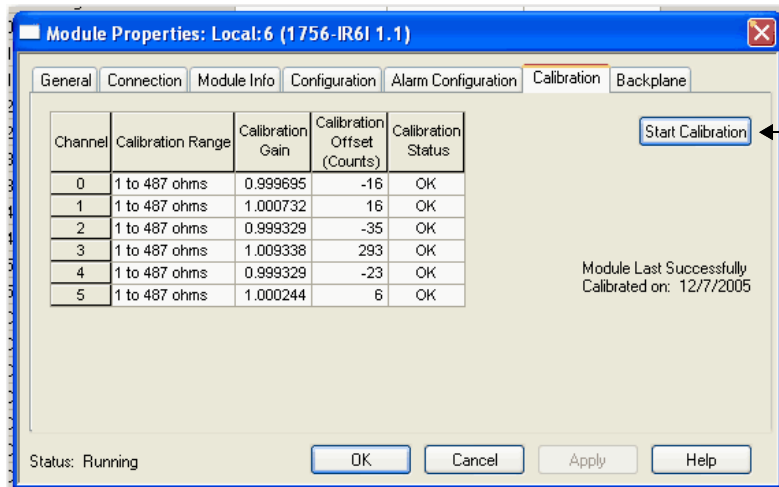 Module Properties: Local:6 (1756-IR6I 1.1)
General Connection Module Info Configuration Alarm Configuration Calibration Backplane
Channel Calibration Range Calibration Gain Calibration Offset (Counts) Calibration Status
0 1 to 487 ohms 0.999695 -16 OK
1 1 to 487 ohms 1.000732 16 OK
2 1 to 487 ohms 0.999329 -35 OK
3 1 to 487 ohms 1.009338 293 OK
4 1 to 487 ohms 0.999329 -23 OK
5 1 to 487 ohms 1.000244 6 OK
Start Calibration
Module Last Successfully
Calibrated on: 12/7/2005
Status: Running
OK Cancel Apply Help